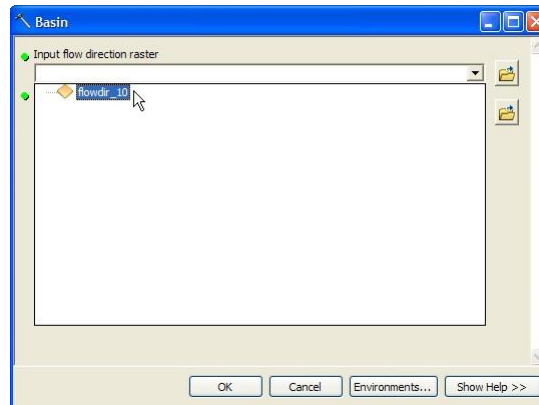 Basin
Input flow direction raster
flowdir_10
OK Cancel Environments... Show Help >>